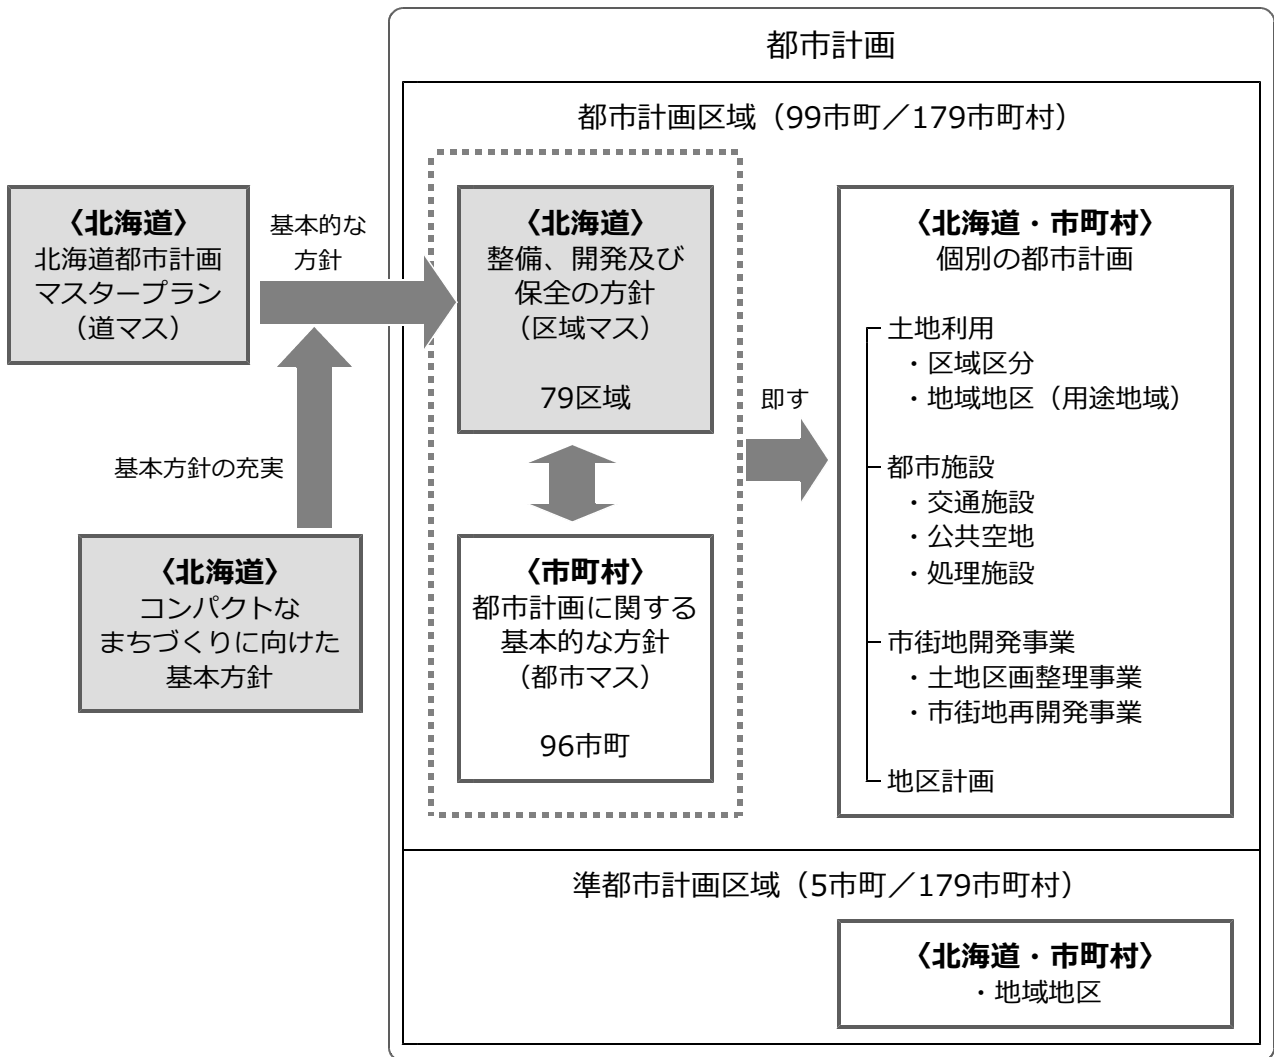 都市計画
都市計画区域（99市町／179市町村）
〈北海道〉
北海道都市計画
マスタープラン
（道マス）
基本的な
方針
基本方針の充実
〈北海道〉
コンパクトな
まちづくりに向けた
基本方針
〈北海道〉
整備、開発及び
保全の方針
（区域マス）
79区域
〈市町村〉
都市計画に関する
基本的な方針
（都市マス）
96市町
即す
〈北海道・市町村〉
個別の都市計画
土地利用
・区域区分
・地域地区（用途地域）
都市施設
・交通施設
・公共空地
・処理施設
市街地開発事業
・土地区画整理事業
・市街地再開発事業
地区計画
準都市計画区域（5市町／179市町村）
〈北海道・市町村〉
・地域地区